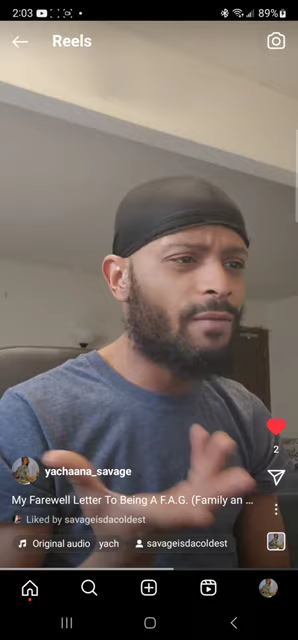 2:03
89%
Reels
yachaana_savage
2
My Farewell Letter To Being A F.A.G. (Family an ...
Liked by savageisdacoldest
Original audio yach
savageisdacoldest